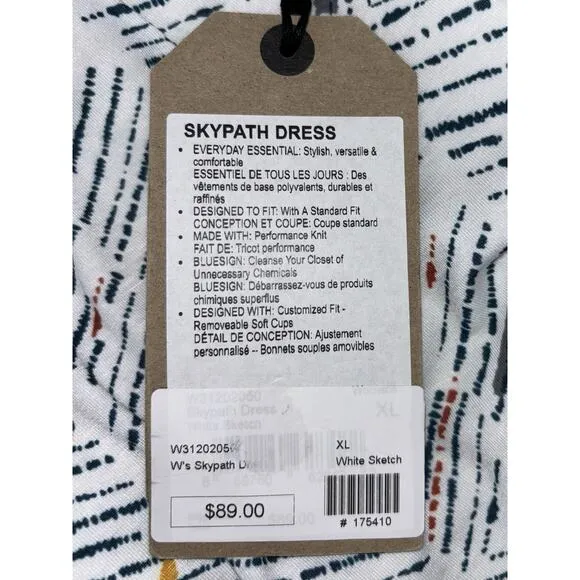 SKYPATH DRESS
• EVERYDAY ESSENTIAL: Stylish, versatile &
comfortable
ESSENTIEL DE TOUS LES JOURS : Des
vêtements de base polyvalents, durables et
raffinés
• DESIGNED TO FIT: With A Standard Fit
CONCEPTION ET COUPE: Coupe standard
• MADE WITH: Performance Knit
FAIT DE: Tricot performance
• BLUESIGN: Cleanse Your Closet of
Unnecessary Chemicals
BLUESIGN: Débarrassez-vous de produits
chimiques superflus
• DESIGNED WITH: Customized Fit -
Removeable Soft Cups
DÉTAIL DE CONCEPTION: Ajustement
personnalisé -- Bonnets souples amovibles
W31202050
Skypath Dress XL
White Sketch
XL
W's Skypath
White Sketch
$89.00
# 175410